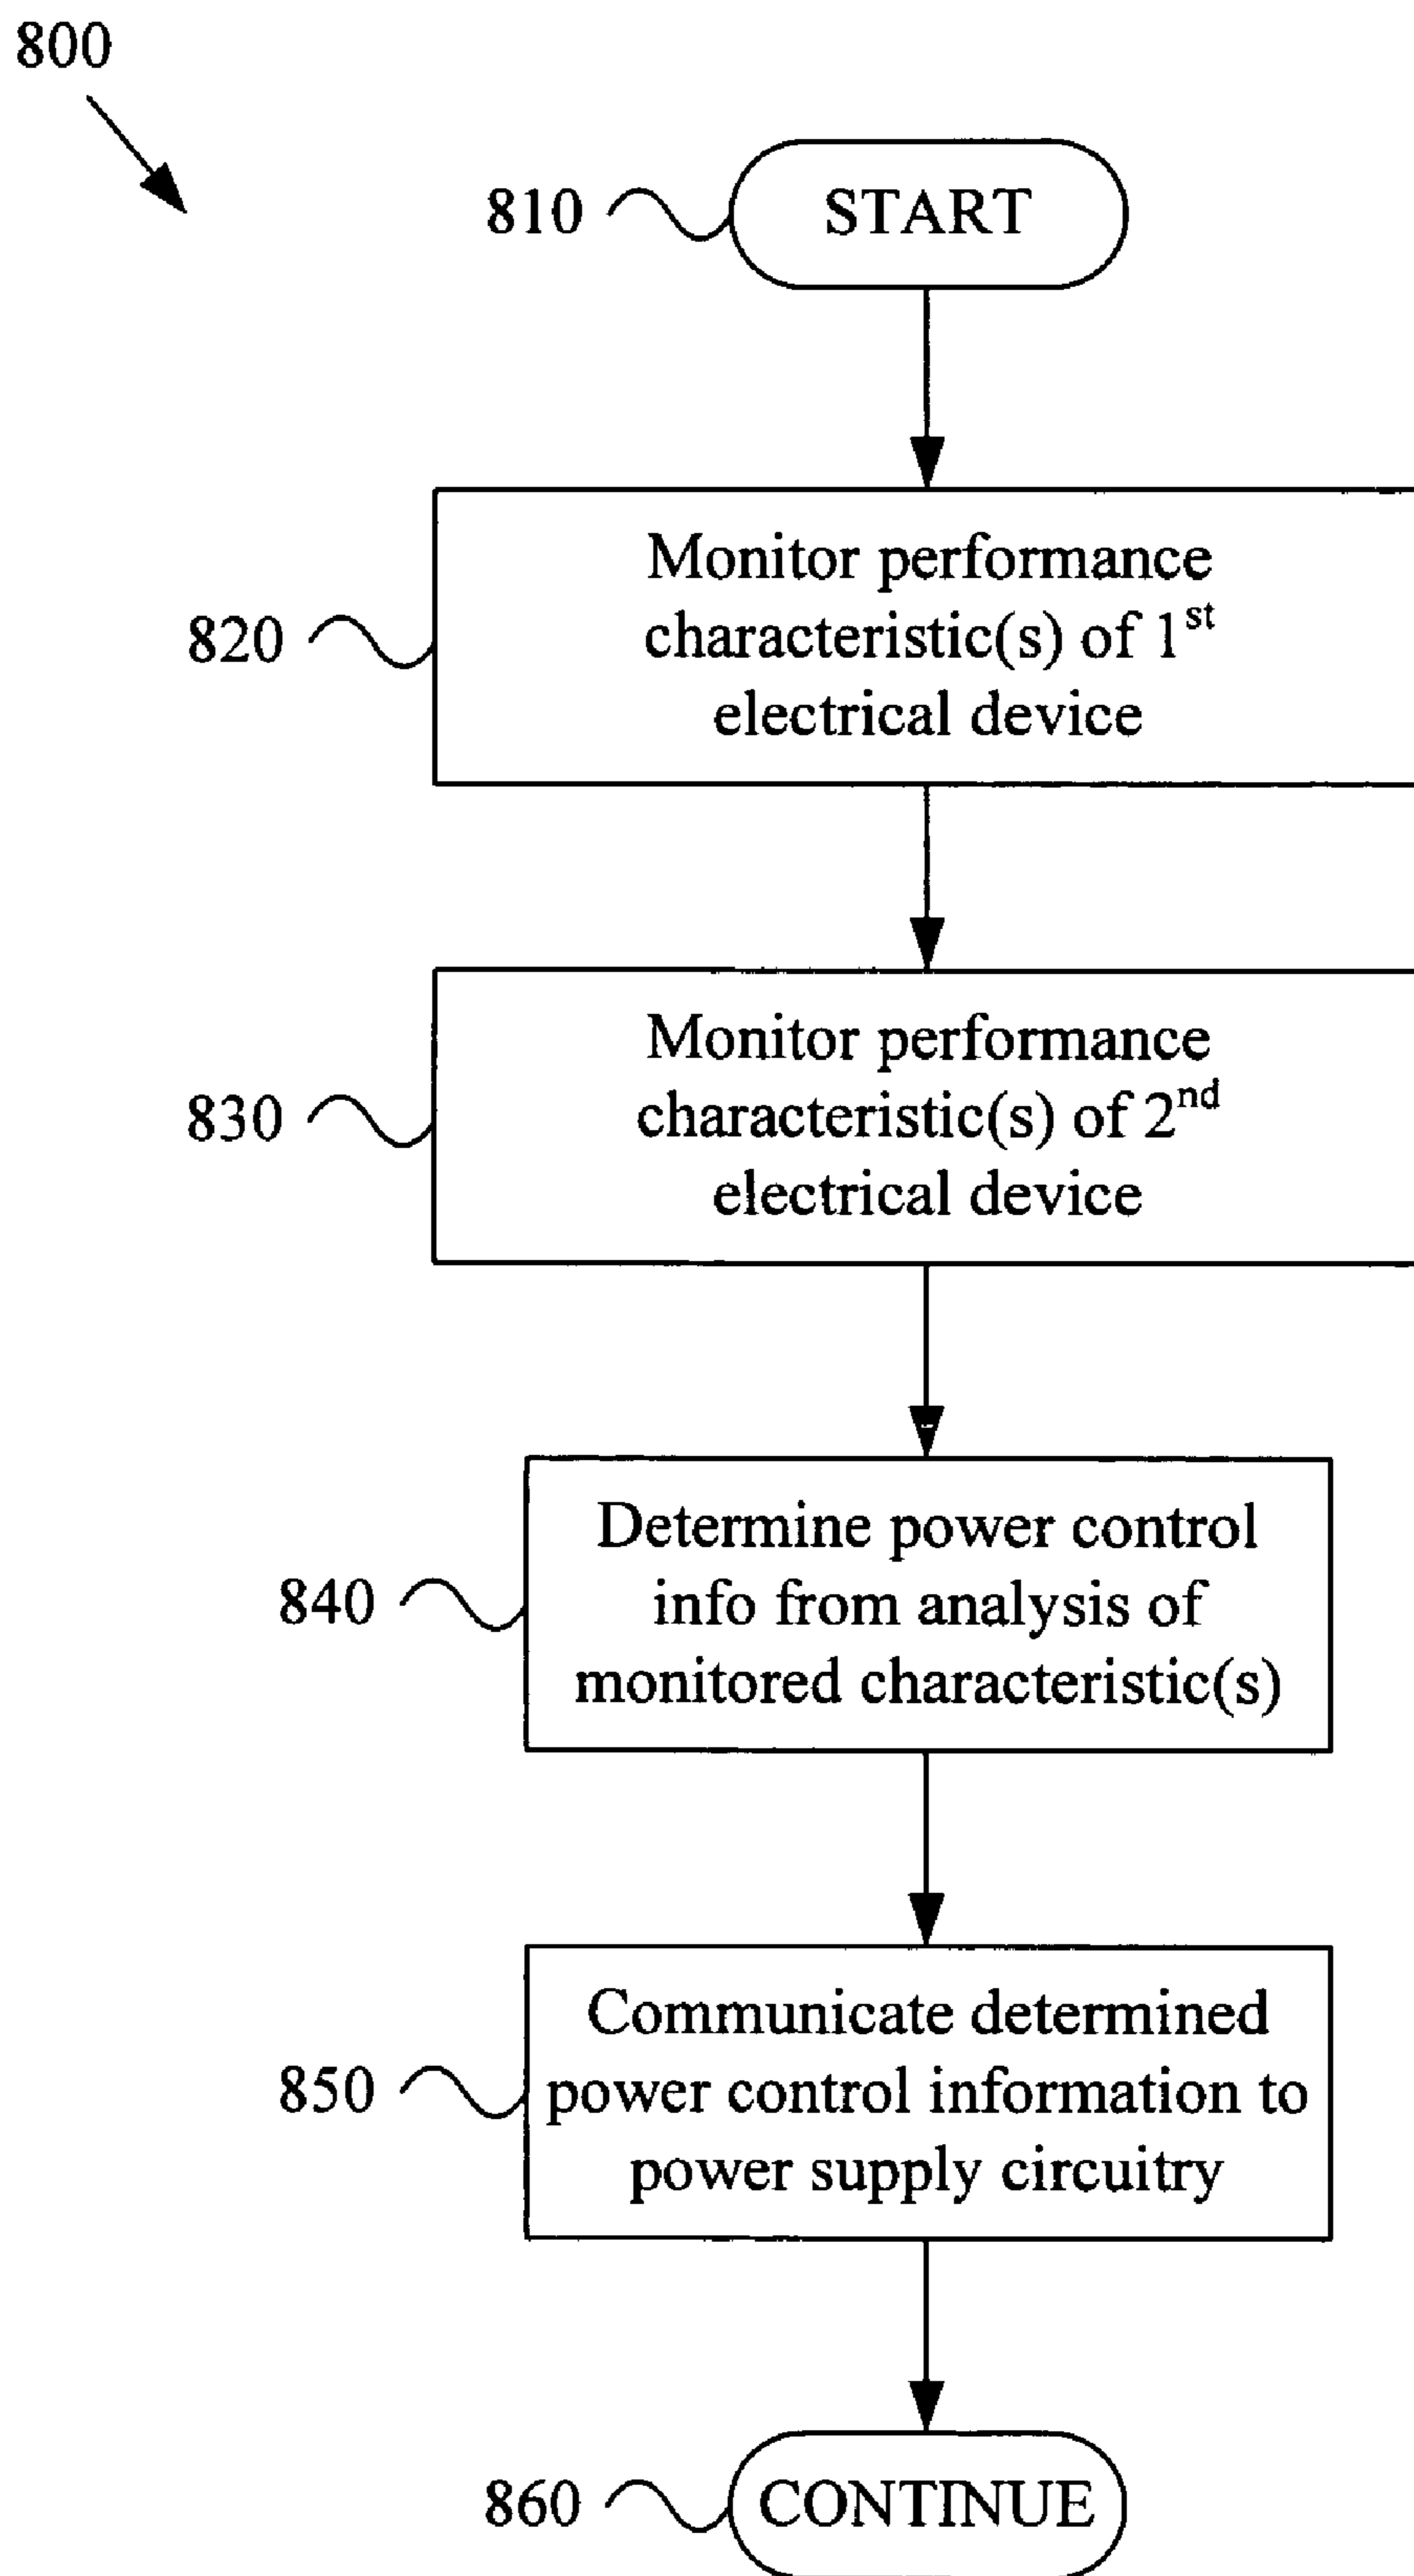 800
810
START
820
Monitor performance
characteristic(s) of 1st
electrical device
830
Monitor performance
characteristic(s) of 2nd
electrical device
840
Determine power control
info from analysis of
monitored characteristic(s)
850
Communicate determined
power control information to
power supply circuitry
860
CONTINUE